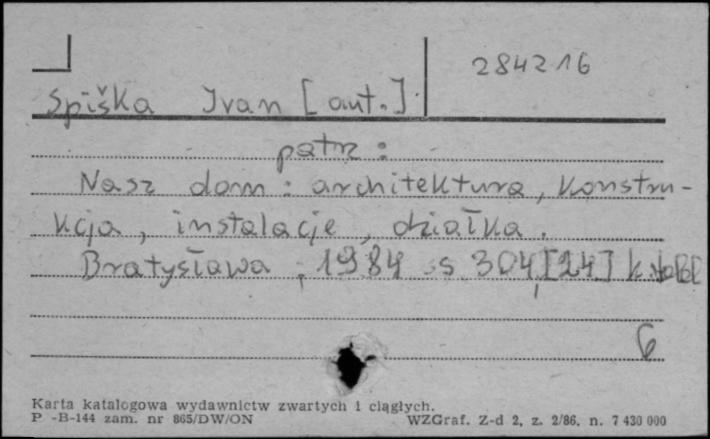 284216
Spiška Ivan [aut.]
patrz :
Nasz dom : architektura, konstru-
kcja, instalacje, działka.
Bratysława, 1984 s. 304, [24] k. tabl
6
Karta katalogowa wydawnictw zwartych i ciągłych.
P -B-144 zam. nr 865/DW/ON WZGraf. Z-d 2, z. 2/86, n. 7 430 000